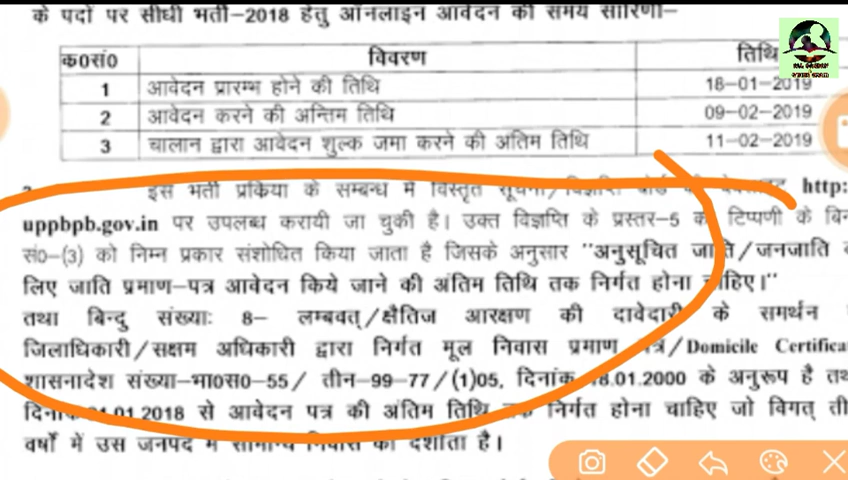 के पदों पर सीधी भर्ती–2018 हेतु ऑनलाइन आवेदन की समय सारिणी–
क०सं० विवरण तिथि
1 आवेदन प्रारम्भ होने की तिथि 18–01–2019
2 आवेदन करने की अन्तिम तिथि 09–02–2019
3 चालान द्वारा आवेदन शुल्क जमा करने की अंतिम तिथि 11–02–2019
इस भर्ती प्रकिया के सम्बन्ध में विस्तृत सूचना/विज्ञप्ति बोर्ड की http:
uppbpb.gov.in पर उपलब्ध करायी जा चुकी है। उक्त विज्ञप्ति के प्रस्तर–5 की टिप्पणी के बिन
सं०–(3) को निम्न प्रकार संशोधित किया जाता है जिसके अनुसार "अनुसूचित जाति/जनजाति
लिए जाति प्रमाण–पत्र आवेदन किये जाने की अंतिम तिथि तक निर्गत होना चाहिए।"
तथा बिन्दु संख्याः 8– लम्बवत्/क्षैतिज आरक्षण की दावेदारी के समर्थन
जिलाधिकारी/सक्षम अधिकारी द्वारा निर्गत मूल निवास प्रमाण पत्र/Domicile Certificat
शासनादेश संख्या–भा०स०–55/ तीन–99–77/(1)05, दिनांक 18.01.2000 के अनुरूप है तथ
दिनांक 01.01.2018 से आवेदन पत्र की अंतिम तिथि तक निर्गत होना चाहिए जो विगत ती
वर्षों में उस जनपद में सामान्य निवास को दर्शाता है।